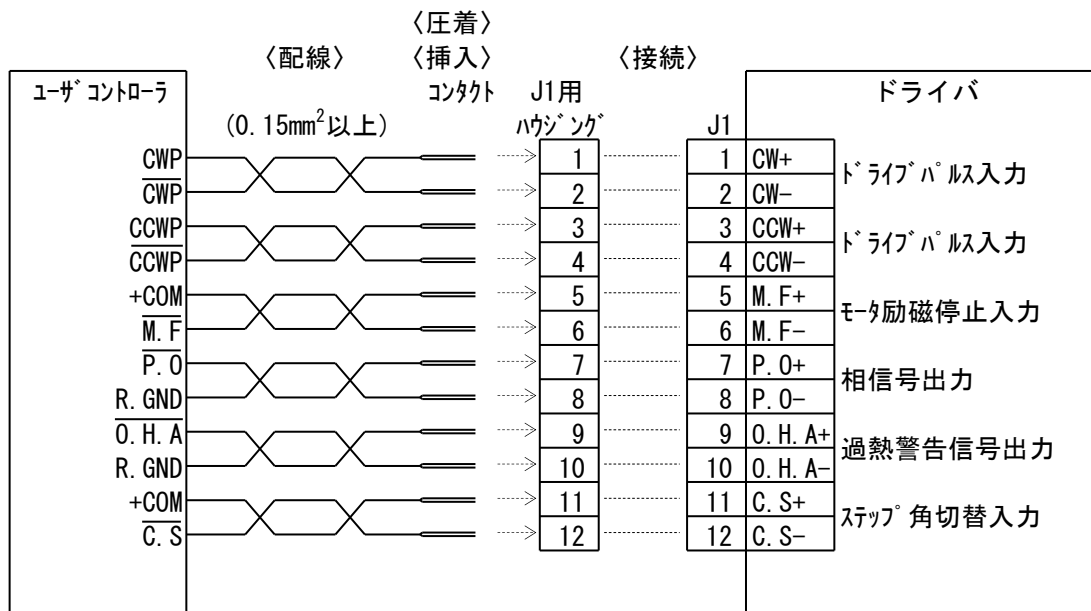 〈圧着〉
〈配線〉 〈挿入〉 〈接続〉
ﾕｰｻﾞｺﾝﾄﾛｰﾗ ｺﾝﾀｸﾄ J1用 ドライバ
(0.15mm²以上) ﾊｳｼﾞﾝｸﾞ J1
CWP 1 1 CW+
ﾄﾞﾗｲﾌﾞﾊﾟﾙｽ入力
CWP 2 2 CW-
CCWP 3 3 CCW+
ﾄﾞﾗｲﾌﾞﾊﾟﾙｽ入力
CCWP 4 4 CCW-
+COM 5 5 M.F+
ﾓｰﾀ励磁停止入力
M.F 6 6 M.F-
P.O 7 7 P.O+
相信号出力
R.GND 8 8 P.O-
O.H.A 9 9 O.H.A+
過熱警告信号出力
R.GND 10 10 O.H.A-
+COM 11 11 C.S+
ｽﾃｯﾌﾟ角切替入力
C.S 12 12 C.S-